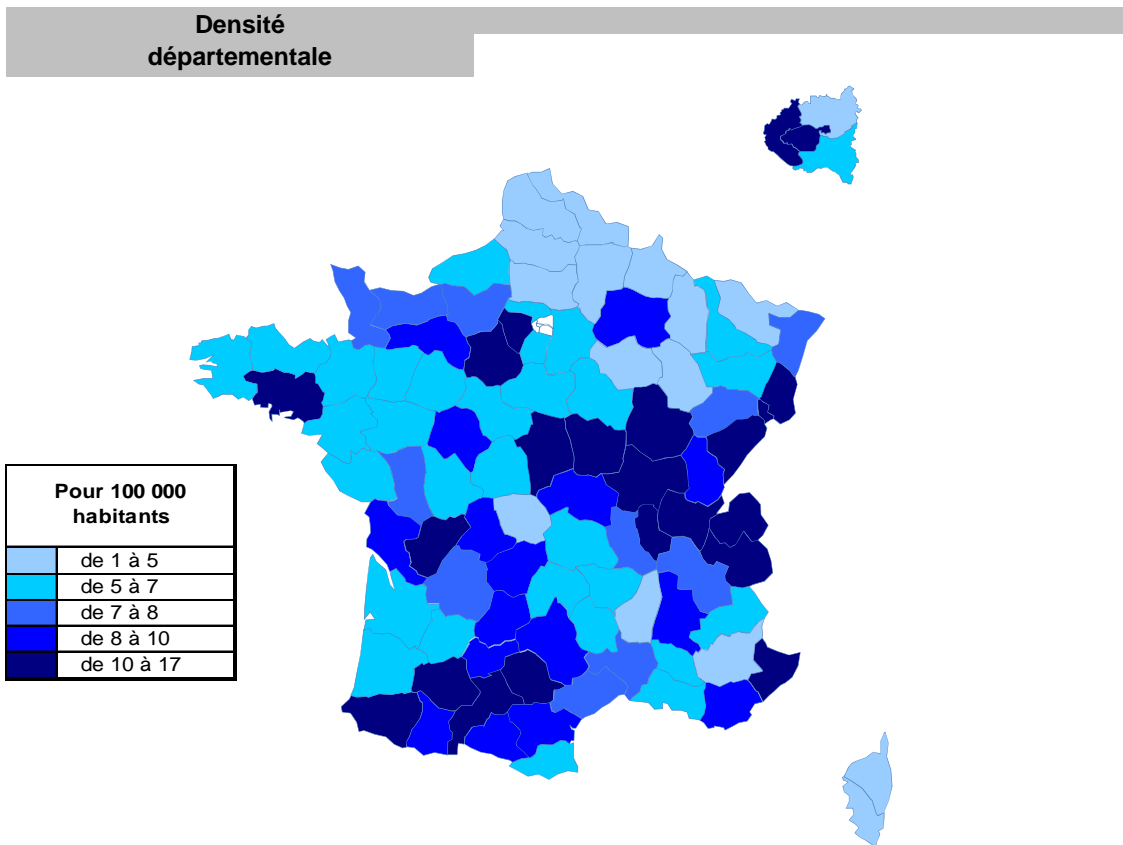 Densité
départementale
Pour 100 000
habitants
de 1 à 5
de 5 à 7
de 7 à 8
de 8 à 10
de 10 à 17